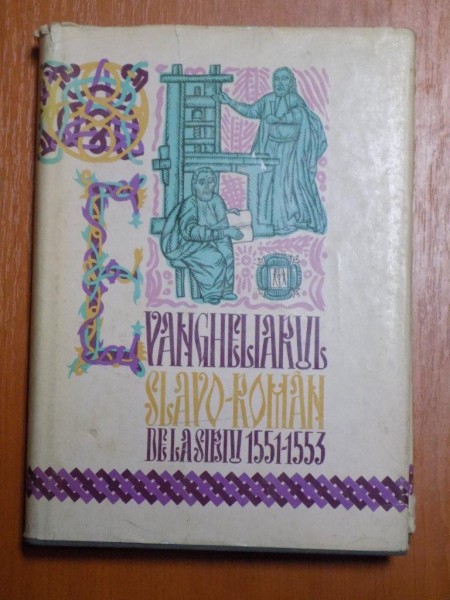 EVANGHELIARUL
SLAVO-ROMÂN
DE LA SIBIU 1551-1553